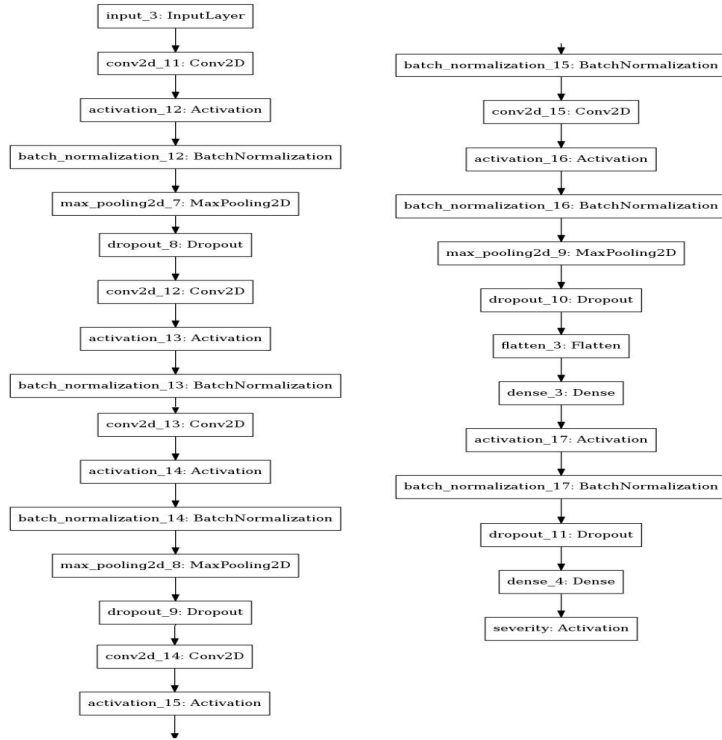 input_3: InputLayer
conv2d_11: Conv2D
activation_12: Activation
batch_normalization_12: BatchNormalization
max_pooling2d_7: MaxPooling2D
dropout_8: Dropout
conv2d_12: Conv2D
activation_13: Activation
batch_normalization_13: BatchNormalization
conv2d_13: Conv2D
activation_14: Activation
batch_normalization_14: BatchNormalization
max_pooling2d_8: MaxPooling2D
dropout_9: Dropout
conv2d_14: Conv2D
activation_15: Activation
batch_normalization_15: BatchNormalization
conv2d_15: Conv2D
activation_16: Activation
batch_normalization_16: BatchNormalization
max_pooling2d_9: MaxPooling2D
dropout_10: Dropout
flatten_3: Flatten
dense_3: Dense
activation_17: Activation
batch_normalization_17: BatchNormalization
dropout_11: Dropout
dense_4: Dense
severity: Activation